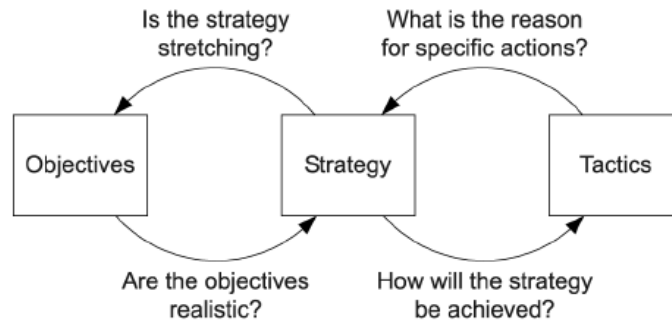 Is the strategy
stretching?
What is the reason
for specific actions?
Objectives
Strategy
Tactics
Are the objectives
realistic?
How will the strategy
be achieved?